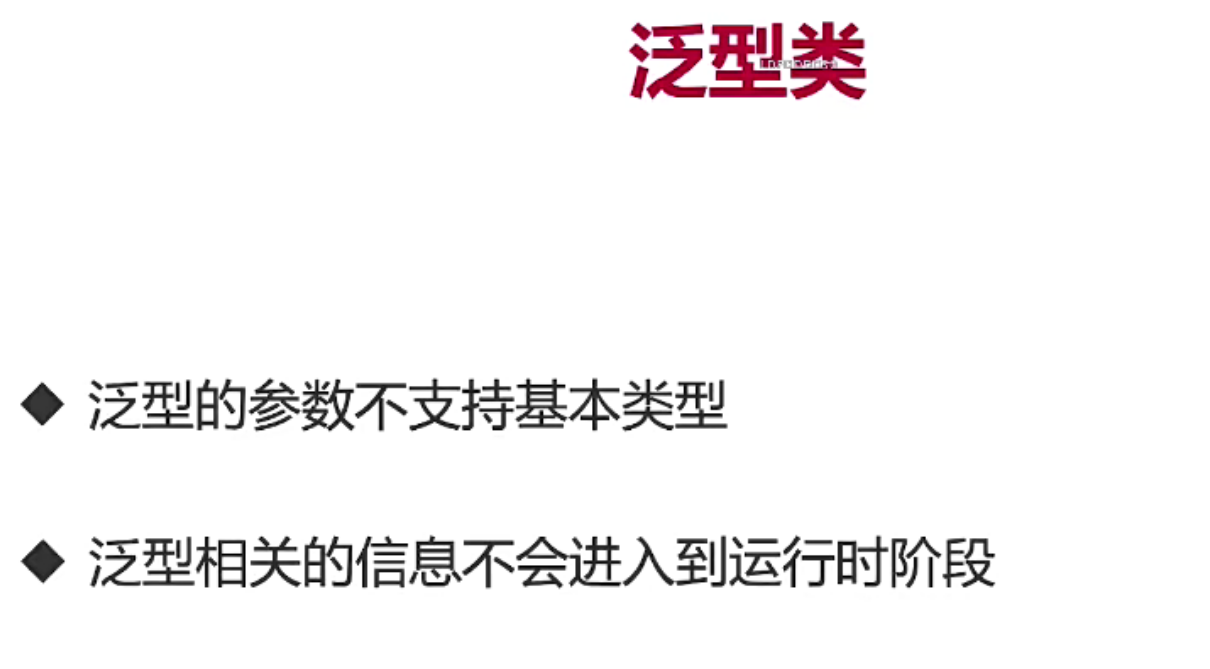 泛型类
泛型的参数不支持基本类型
泛型相关的信息不会进入到运行时阶段